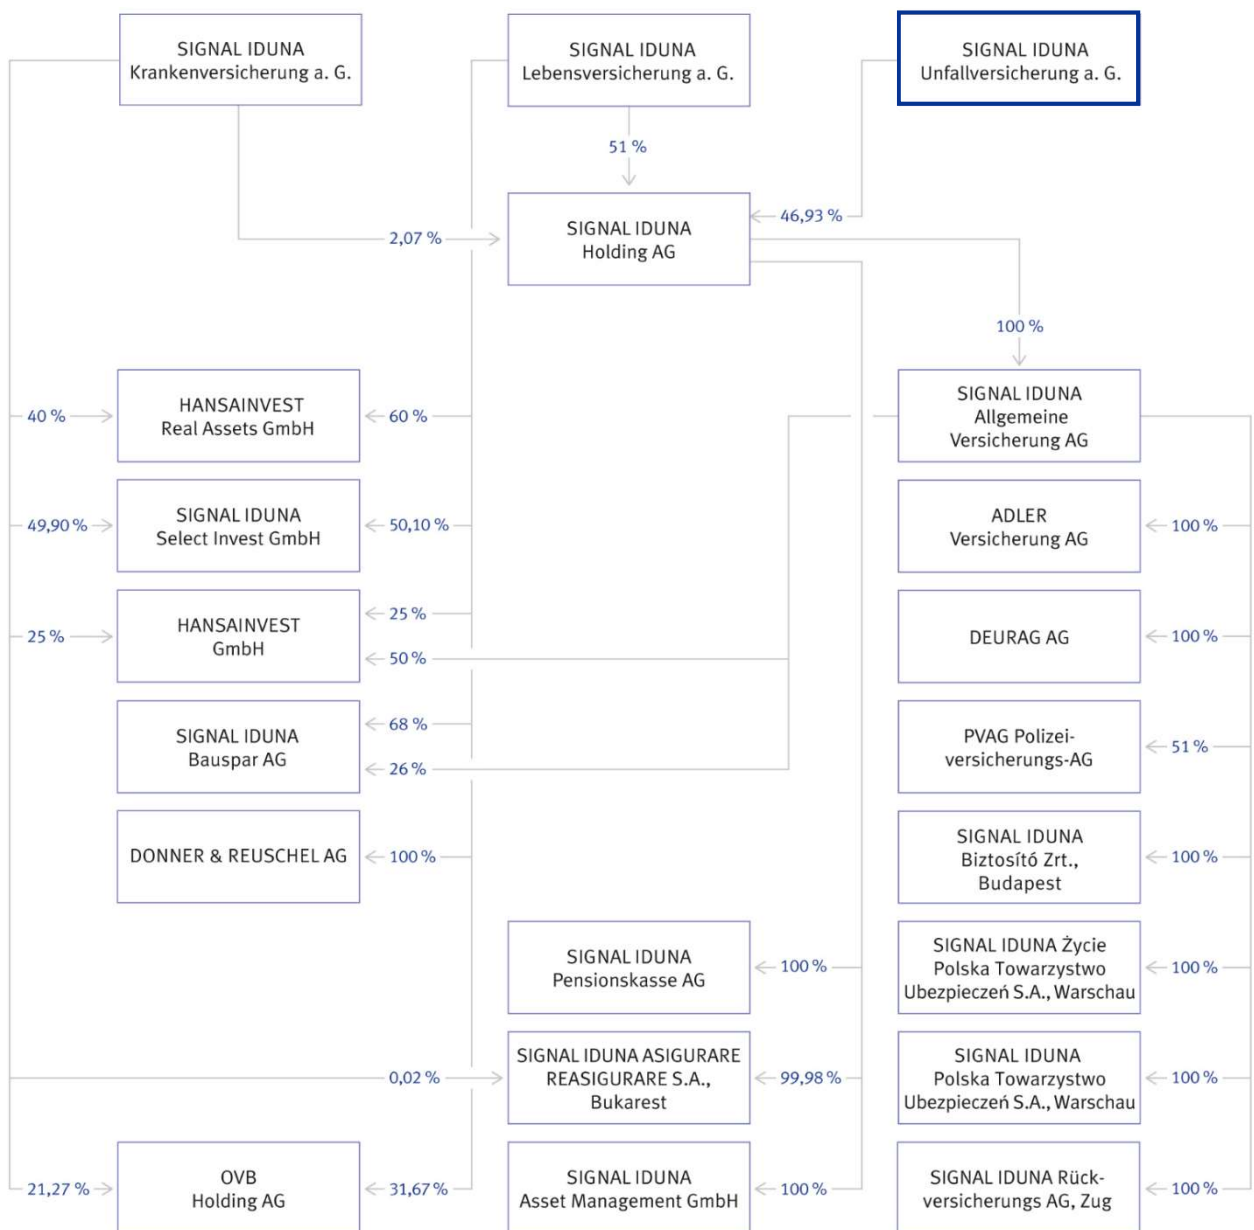 SIGNAL IDUNA
Krankenversicherung a. G.
SIGNAL IDUNA
Lebensversicherung a. G.
SIGNAL IDUNA
Unfallversicherung a. G.
51 %
46,93 %
2,07 %
SIGNAL IDUNA
Holding AG
100 %
40 %
HANSAINVEST
Real Assets GmbH
60 %
SIGNAL IDUNA
Allgemeine
Versicherung AG
49,90 %
SIGNAL IDUNA
Select Invest GmbH
50,10 %
ADLER
Versicherung AG
100 %
25 %
HANSAINVEST
GmbH
25 %
50 %
DEURAG AG
100 %
SIGNAL IDUNA
Bauspar AG
68 %
26 %
PVAG Polizei-
versicherungs-AG
51 %
DONNER & REUSCHEL AG
100 %
SIGNAL IDUNA
Biztosító Zrt.,
Budapest
100 %
SIGNAL IDUNA
Pensionskasse AG
100 %
SIGNAL IDUNA Życie
Polska Towarzystwo
Ubezpieczeń S.A., Warschau
100 %
0,02 %
SIGNAL IDUNA ASIGURARE
REASIGURARE S.A.,
Bukarest
99,98 %
SIGNAL IDUNA
Polska Towarzystwo
Ubezpieczeń S.A., Warschau
100 %
21,27 %
OVB
Holding AG
31,67 %
SIGNAL IDUNA
Asset Management GmbH
100 %
SIGNAL IDUNA Rück-
versicherungs AG, Zug
100 %